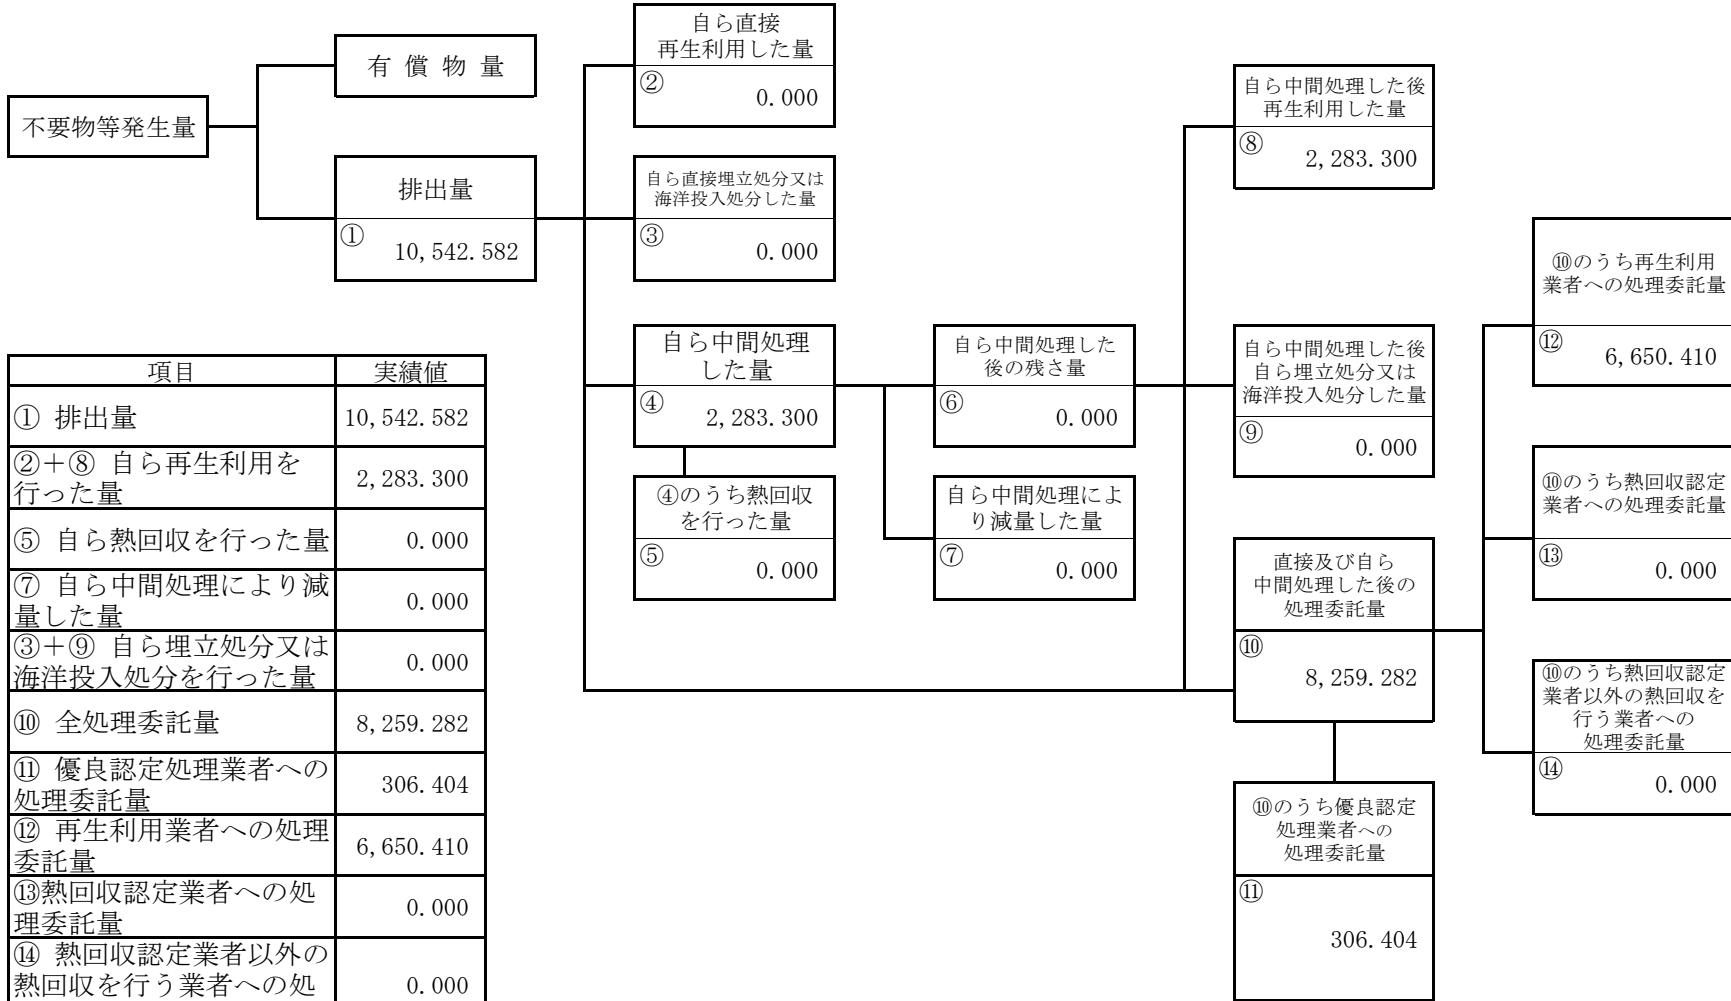 不要物等発生量
有 償 物 量
排出量
① 10,542.582
自ら直接
再生利用した量
② 0.000
自ら直接埋立処分又は
海洋投入処分した量
③ 0.000
自ら中間処理
した量
④ 2,283.300
④のうち熱回収
を行った量
⑤ 0.000
自ら中間処理した
後の残さ量
⑥ 0.000
自ら中間処理によ
り減量した量
⑦ 0.000
自ら中間処理した後
再生利用した量
⑧ 2,283.300
自ら中間処理した後
自ら埋立処分又は
海洋投入処分した量
⑨ 0.000
直接及び自ら
中間処理した後の
処理委託量
⑩ 8,259.282
⑩のうち優良認定
処理業者への
処理委託量
⑪ 306.404
⑩のうち再生利用
業者への処理委託量
⑫ 6,650.410
⑩のうち熱回収認定
業者への処理委託量
⑬ 0.000
⑩のうち熱回収認定
業者以外の熱回収を
行う業者への
処理委託量
⑭ 0.000
項目 実績値
① 排出量 10,542.582
②+⑧ 自ら再生利用を
行った量 2,283.300
⑤ 自ら熱回収を行った量 0.000
⑦ 自ら中間処理により減
量した量 0.000
③+⑨ 自ら埋立処分又は
海洋投入処分を行った量 0.000
⑩ 全処理委託量 8,259.282
⑪ 優良認定処理業者への
処理委託量 306.404
⑫ 再生利用業者への処理
委託量 6,650.410
⑬熱回収認定業者への処
理委託量 0.000
⑭ 熱回収認定業者以外の
熱回収を行う業者への処 0.000